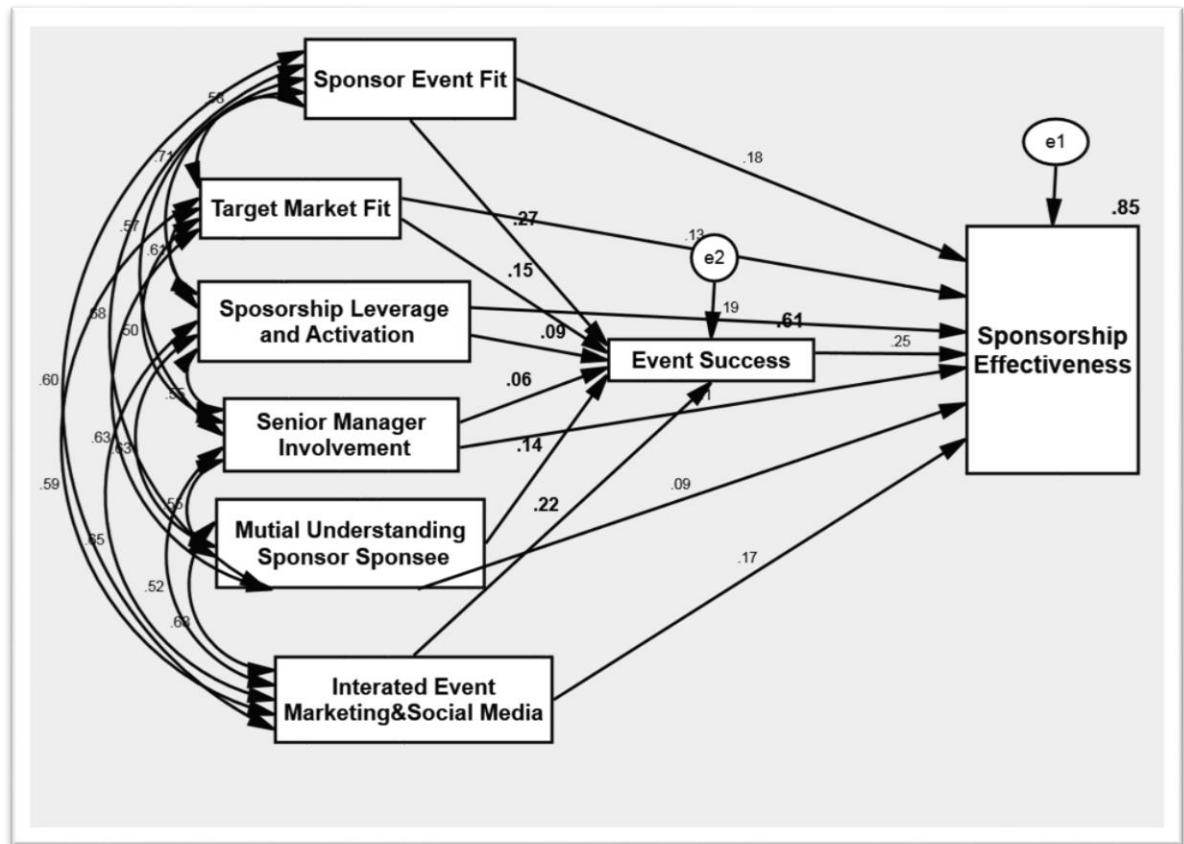 Sponsor Event Fit
.58
e1
.71
.18
Target Market Fit
.85
.27
.57
.13
.61
e2
.15
Sposorship Leverage
and Activation
.19
.61
.58
.50
.09
Event Success
.25
Sponsorship
Effectiveness
.60
.06
.55
Senior Manager
Involvement
.63
.63
.14
.59
.09
.55
.22
Mutial Understanding
Sponsor Sponsee
.65
.17
.52
.63
Interated Event
Marketing&Social Media